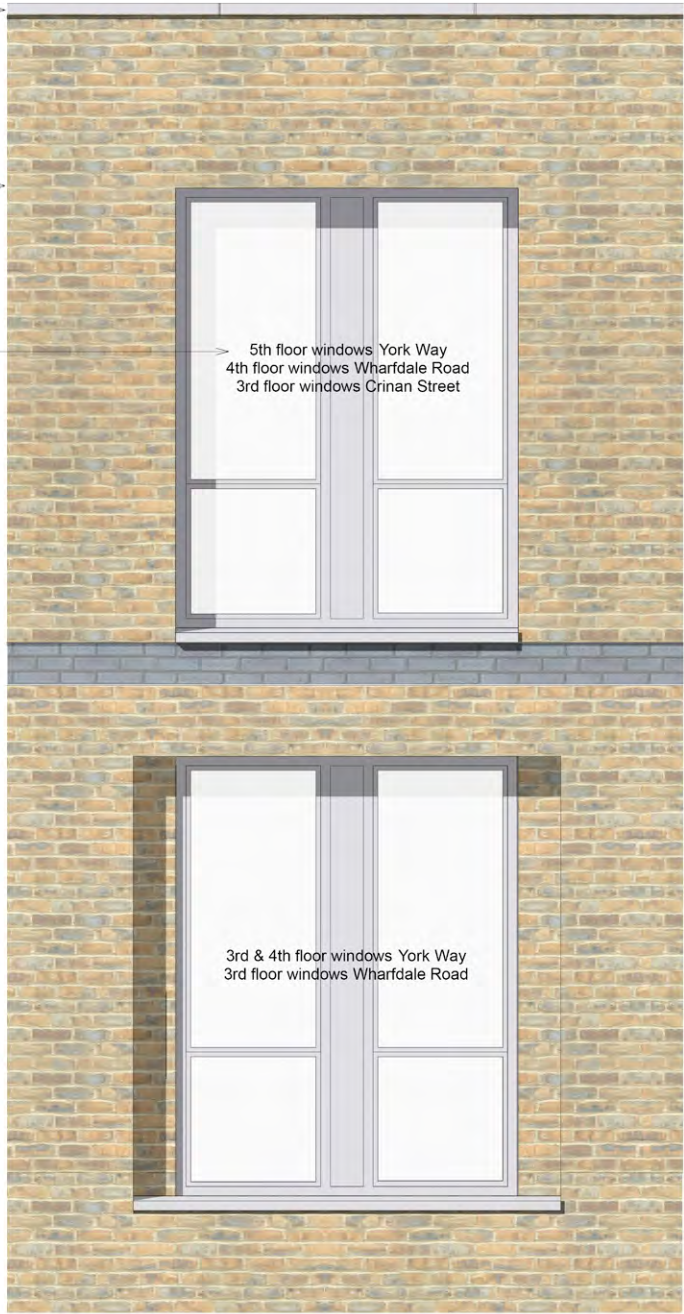 5th floor windows York Way
4th floor windows Wharfdale Road
3rd floor windows Crinan Street
3rd & 4th floor windows York Way
3rd floor windows Wharfdale Road